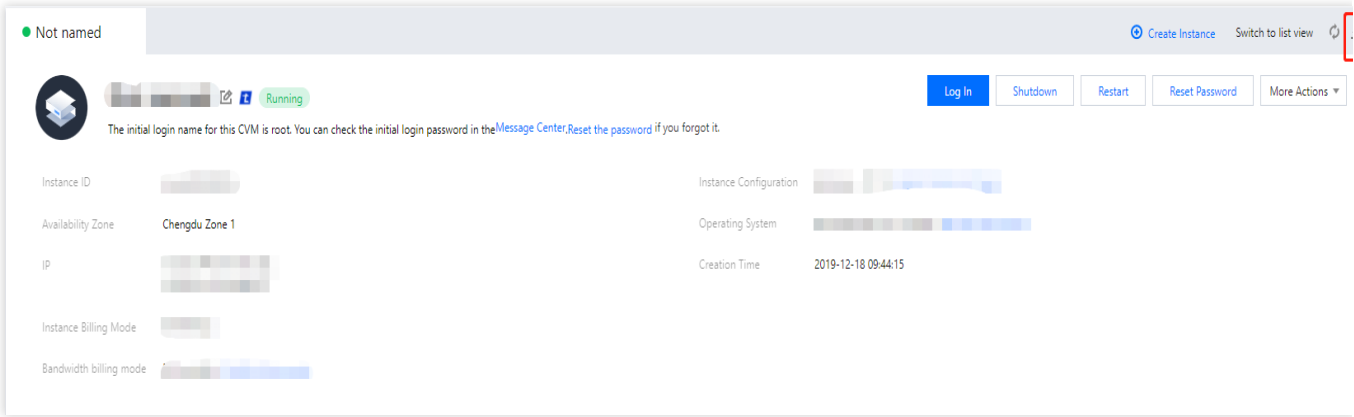 Not named
Create Instance Switch to list view
Running
Log In Shutdown Restart Reset Password More Actions
The initial login name for this CVM is root. You can check the initial login password in the Message Center.Reset the password if you forgot it.
Instance ID
Instance Configuration
Availability Zone Chengdu Zone 1
Operating System
IP
Creation Time 2019-12-18 09:44:15
Instance Billing Mode
Bandwidth billing mode